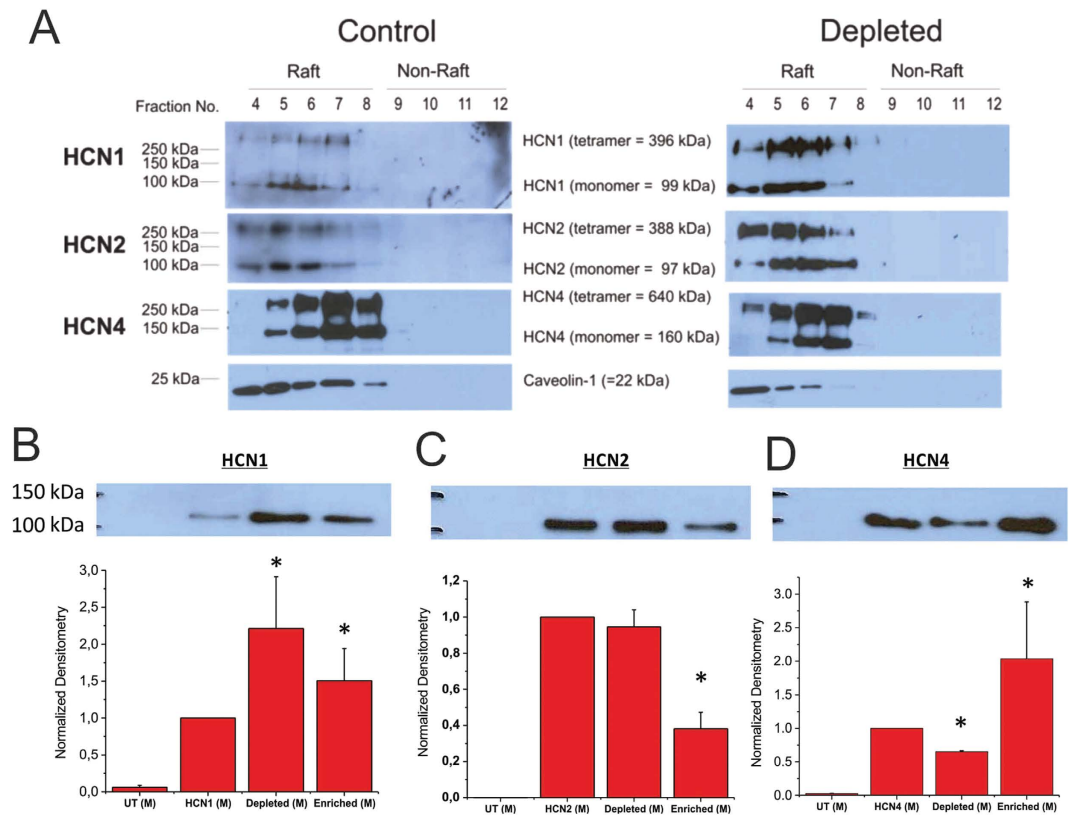 A
Control
Depleted
Raft
Non-Raft
Raft
Non-Raft
Fraction No. 4 5 6 7 8 9 10 11 12
4 5 6 7 8 9 10 11 12
HCN1
250 kDa
150 kDa
100 kDa
HCN1 (tetramer = 396 kDa)
HCN1 (monomer = 99 kDa)
HCN2
250 kDa
150 kDa
100 kDa
HCN2 (tetramer = 388 kDa)
HCN2 (monomer = 97 kDa)
HCN4
250 kDa
150 kDa
HCN4 (tetramer = 640 kDa)
HCN4 (monomer = 160 kDa)
25 kDa
Caveolin-1 (=22 kDa)
B
HCN1
150 kDa
100 kDa
*
*
Normalized Densitometry
3,0
2,5
2,0
1,5
1,0
0,5
0,0
UT (M) HCN1 (M) Depleted (M) Enriched (M)
C
HCN2
*
Normalized Densitometry
1,2
1,0
0,8
0,6
0,4
0,2
0,0
UT (M) HCN2 (M) Depleted (M) Enriched (M)
D
HCN4
*
*
Normalized Densitometry
3.0
2.5
2.0
1.5
1.0
0.5
0.0
UT (M) HCN4 (M) Depleted (M) Enriched (M)